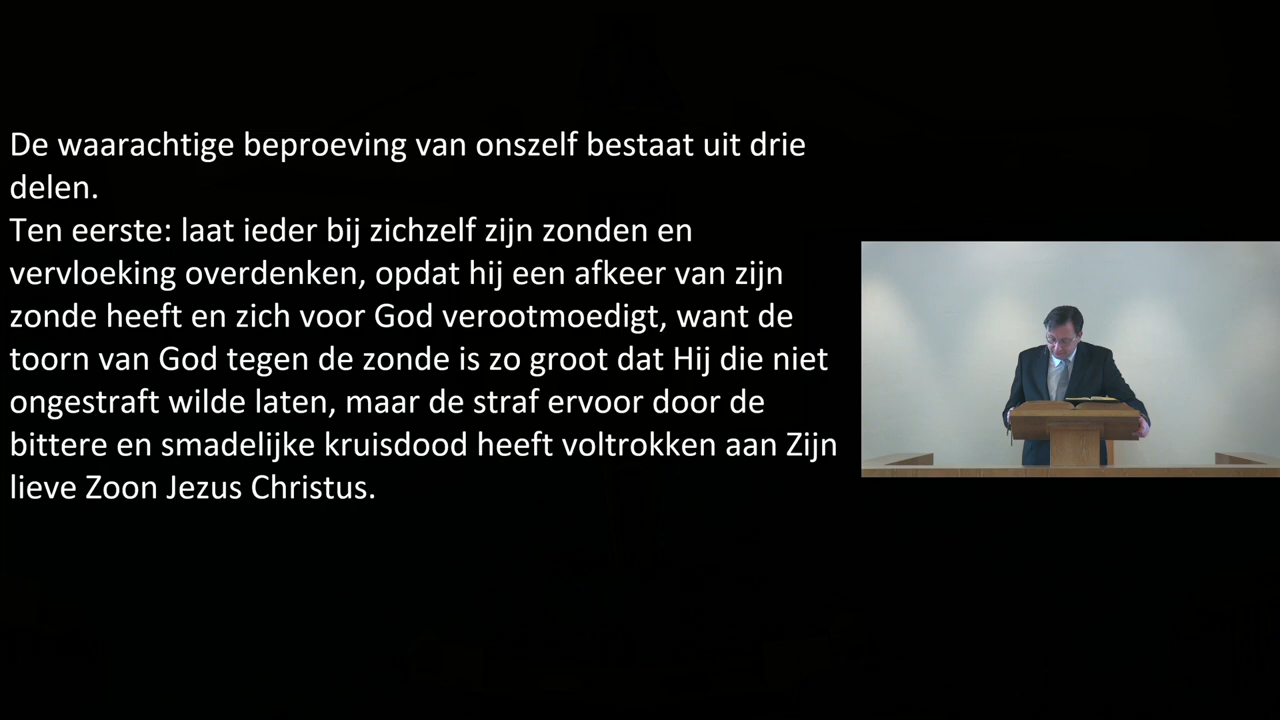 De waarachtige beproeving van onszelf bestaat uit drie
delen.
Ten eerste: laat ieder bij zichzelf zijn zonden en
vervloeking overdenken, opdat hij een afkeer van zijn
zonde heeft en zich voor God verootmoedigt, want de
toorn van God tegen de zonde is zo groot dat Hij die niet
ongestraft wilde laten, maar de straf ervoor door de
bittere en smadelijke kruisdood heeft voltrokken aan Zijn
lieve Zoon Jezus Christus.